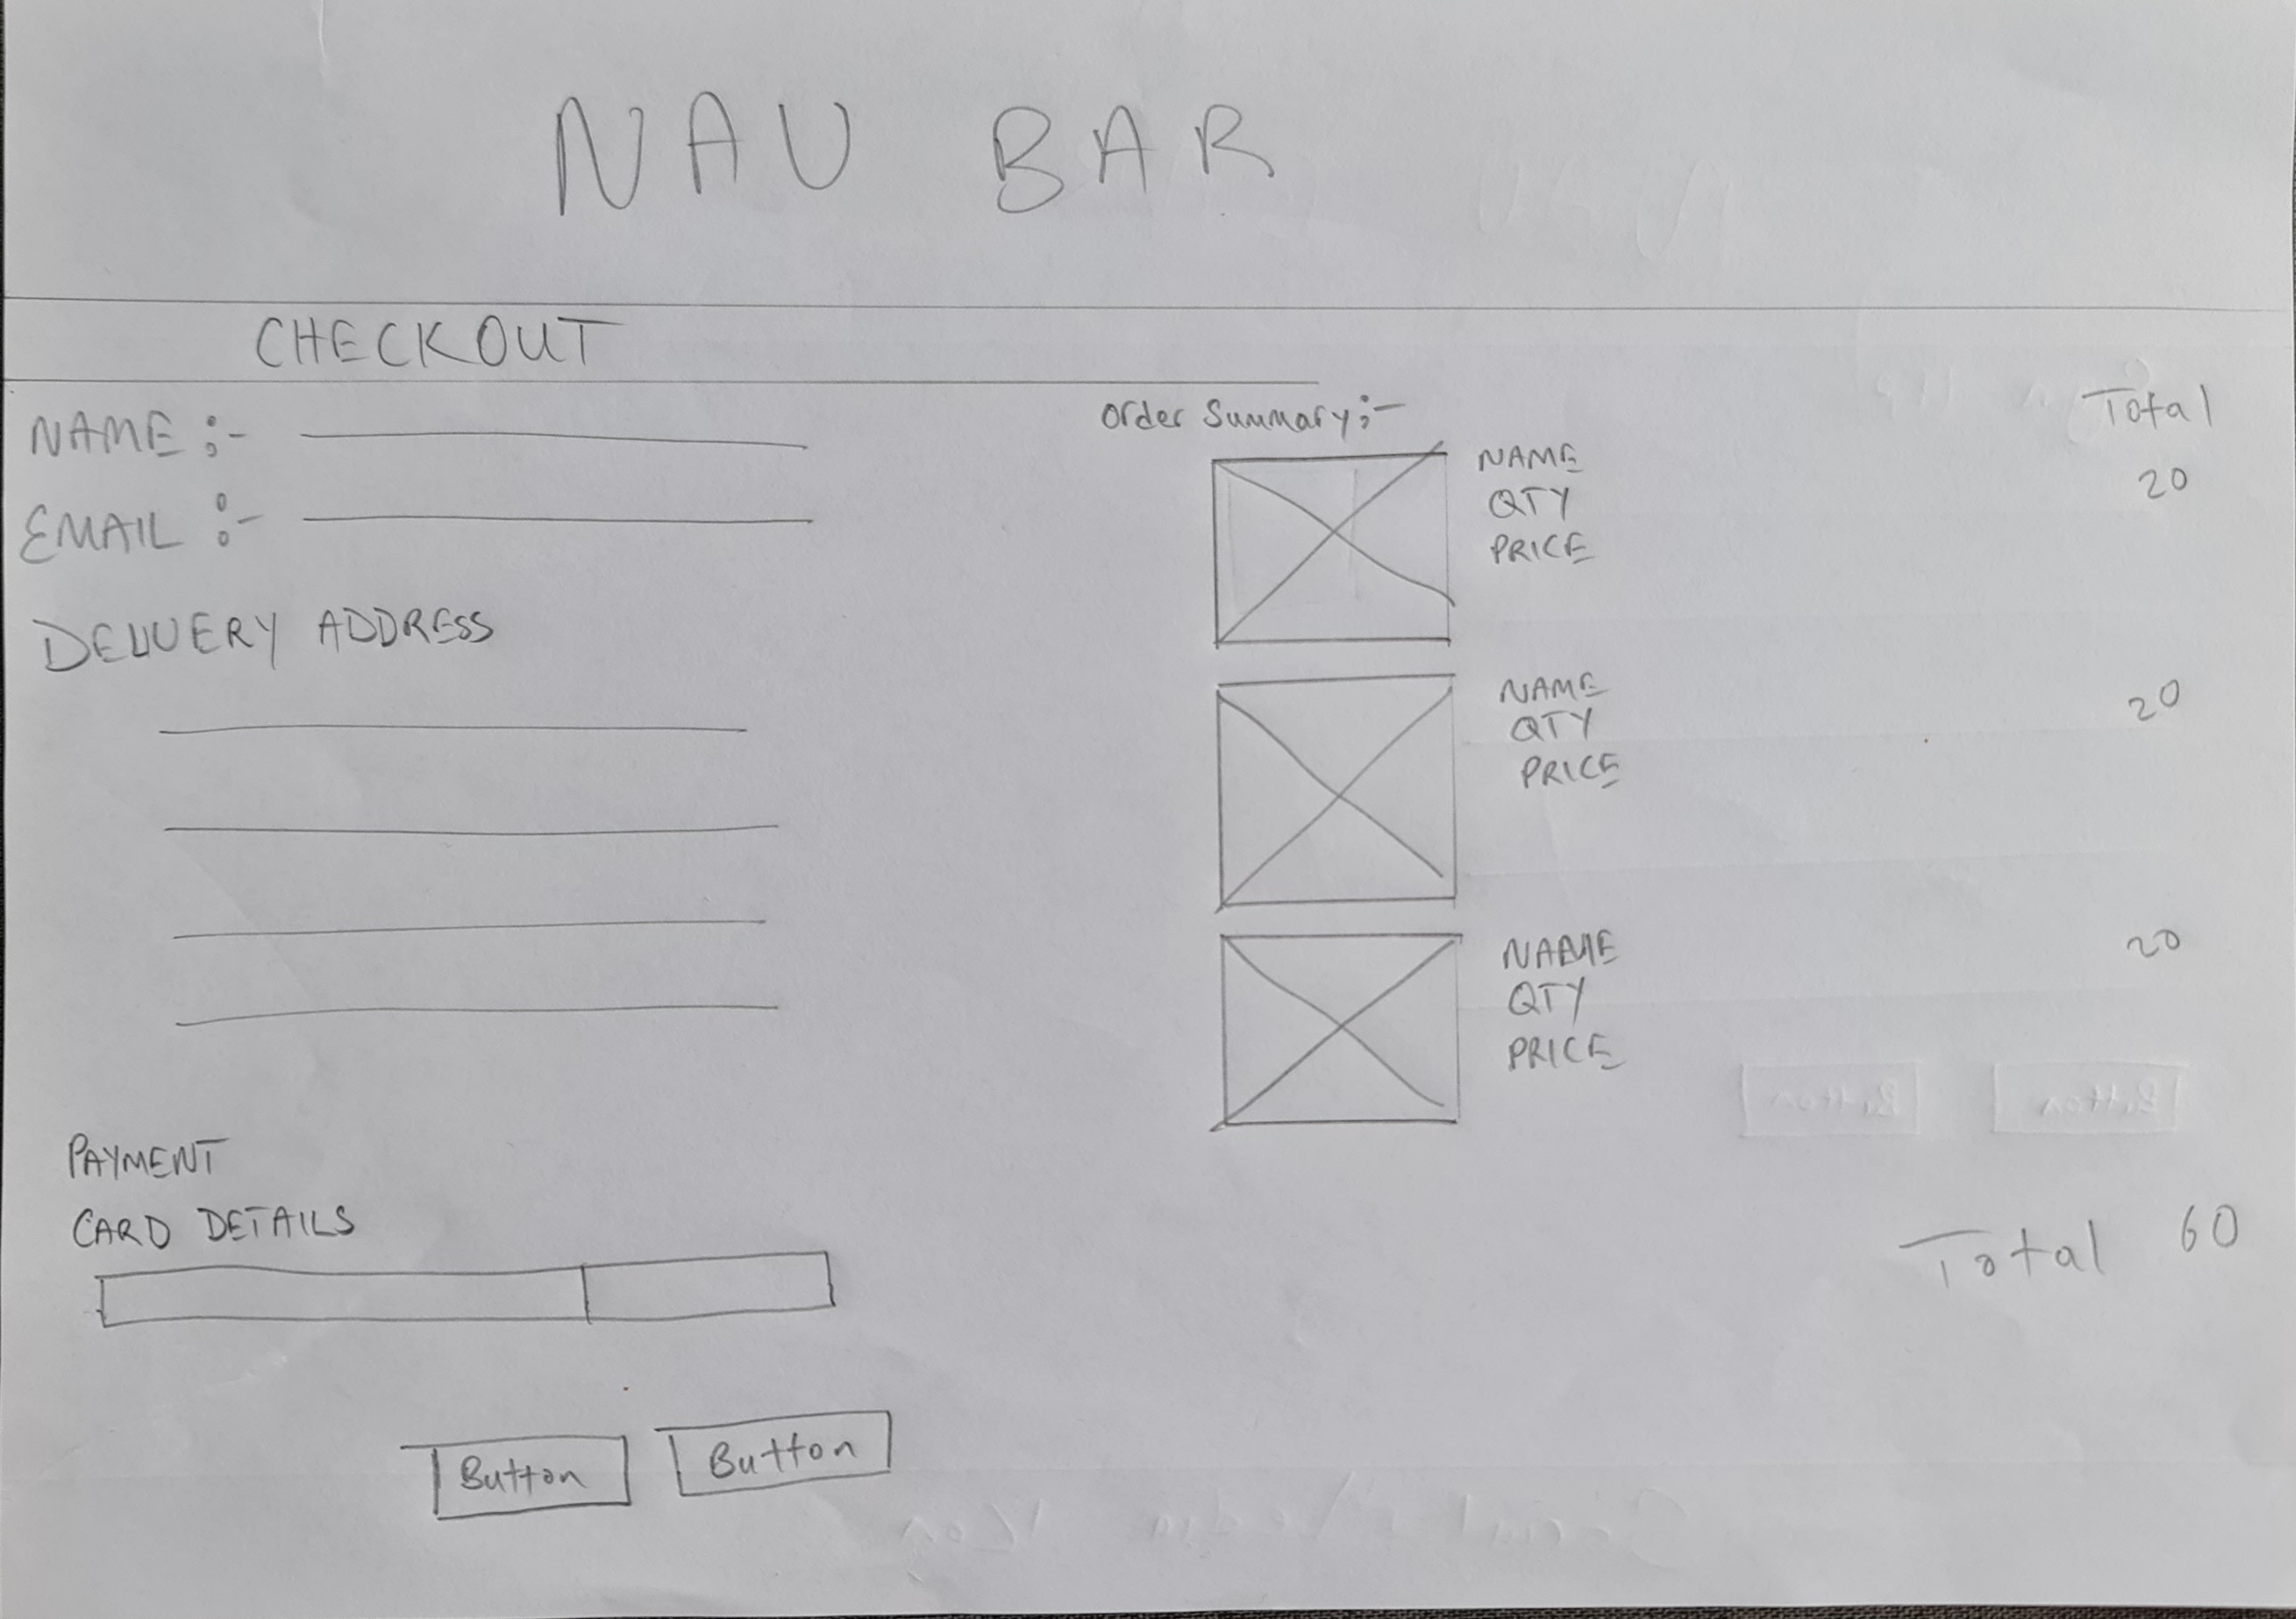 NAV BAR
CHECKOUT
NAME :-
EMAIL :-
DELIVERY ADDRESS
PAYMENT
CARD DETAILS
Button Button
Order Summary :- Total
NAME 20
QTY
PRICE
NAME 20
QTY
PRICE
NAME 20
QTY
PRICE
Total 60